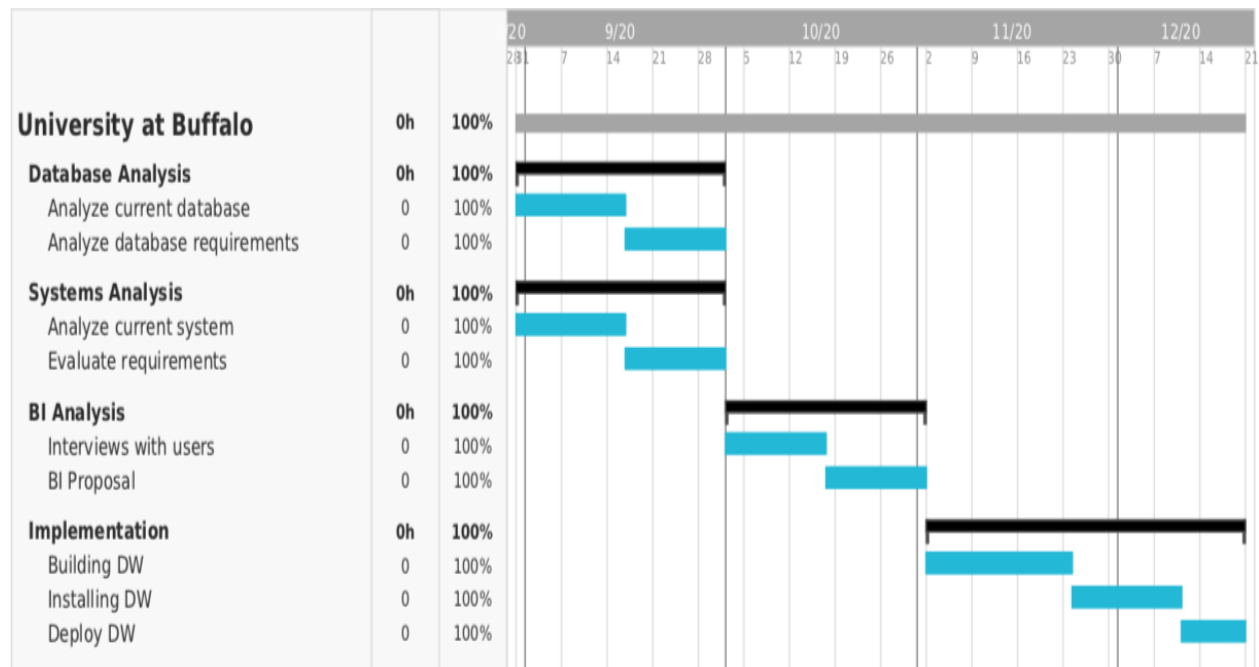 /20 9/20 10/20 11/20 12/20
28 31 7 14 21 28 5 12 19 26 2 9 16 23 30 7 14 21
University at Buffalo 0h 100%
Database Analysis 0h 100%
Analyze current database 0 100%
Analyze database requirements 0 100%
Systems Analysis 0h 100%
Analyze current system 0 100%
Evaluate requirements 0 100%
BI Analysis 0h 100%
Interviews with users 0 100%
BI Proposal 0 100%
Implementation 0h 100%
Building DW 0 100%
Installing DW 0 100%
Deploy DW 0 100%